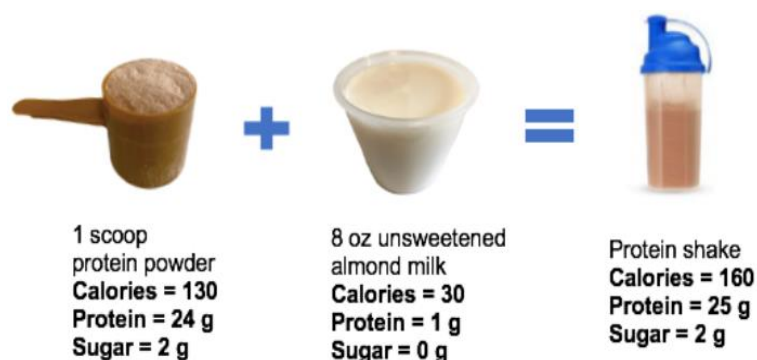 1 scoop
protein powder
Calories = 130
Protein = 24 g
Sugar = 2 g
8 oz unsweetened
almond milk
Calories = 30
Protein = 1 g
Sugar = 0 g
Protein shake
Calories = 160
Protein = 25 g
Sugar = 2 g